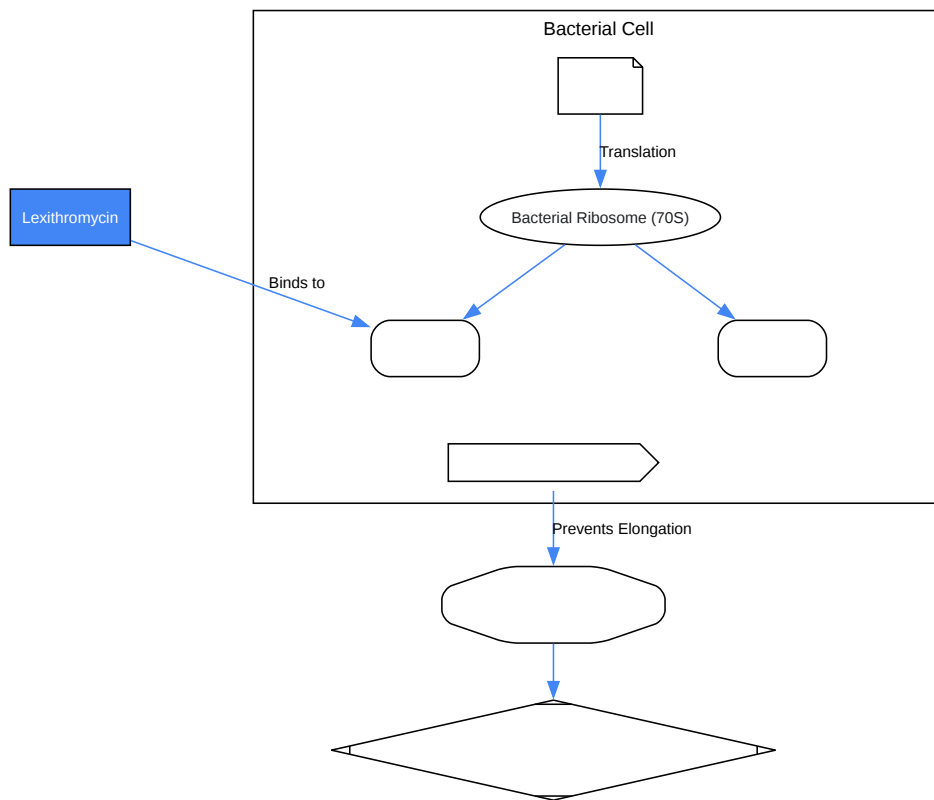 Bacterial Cell
Translation
Lexithromycin
Bacterial Ribosome (70S)
Binds to
Prevents Elongation